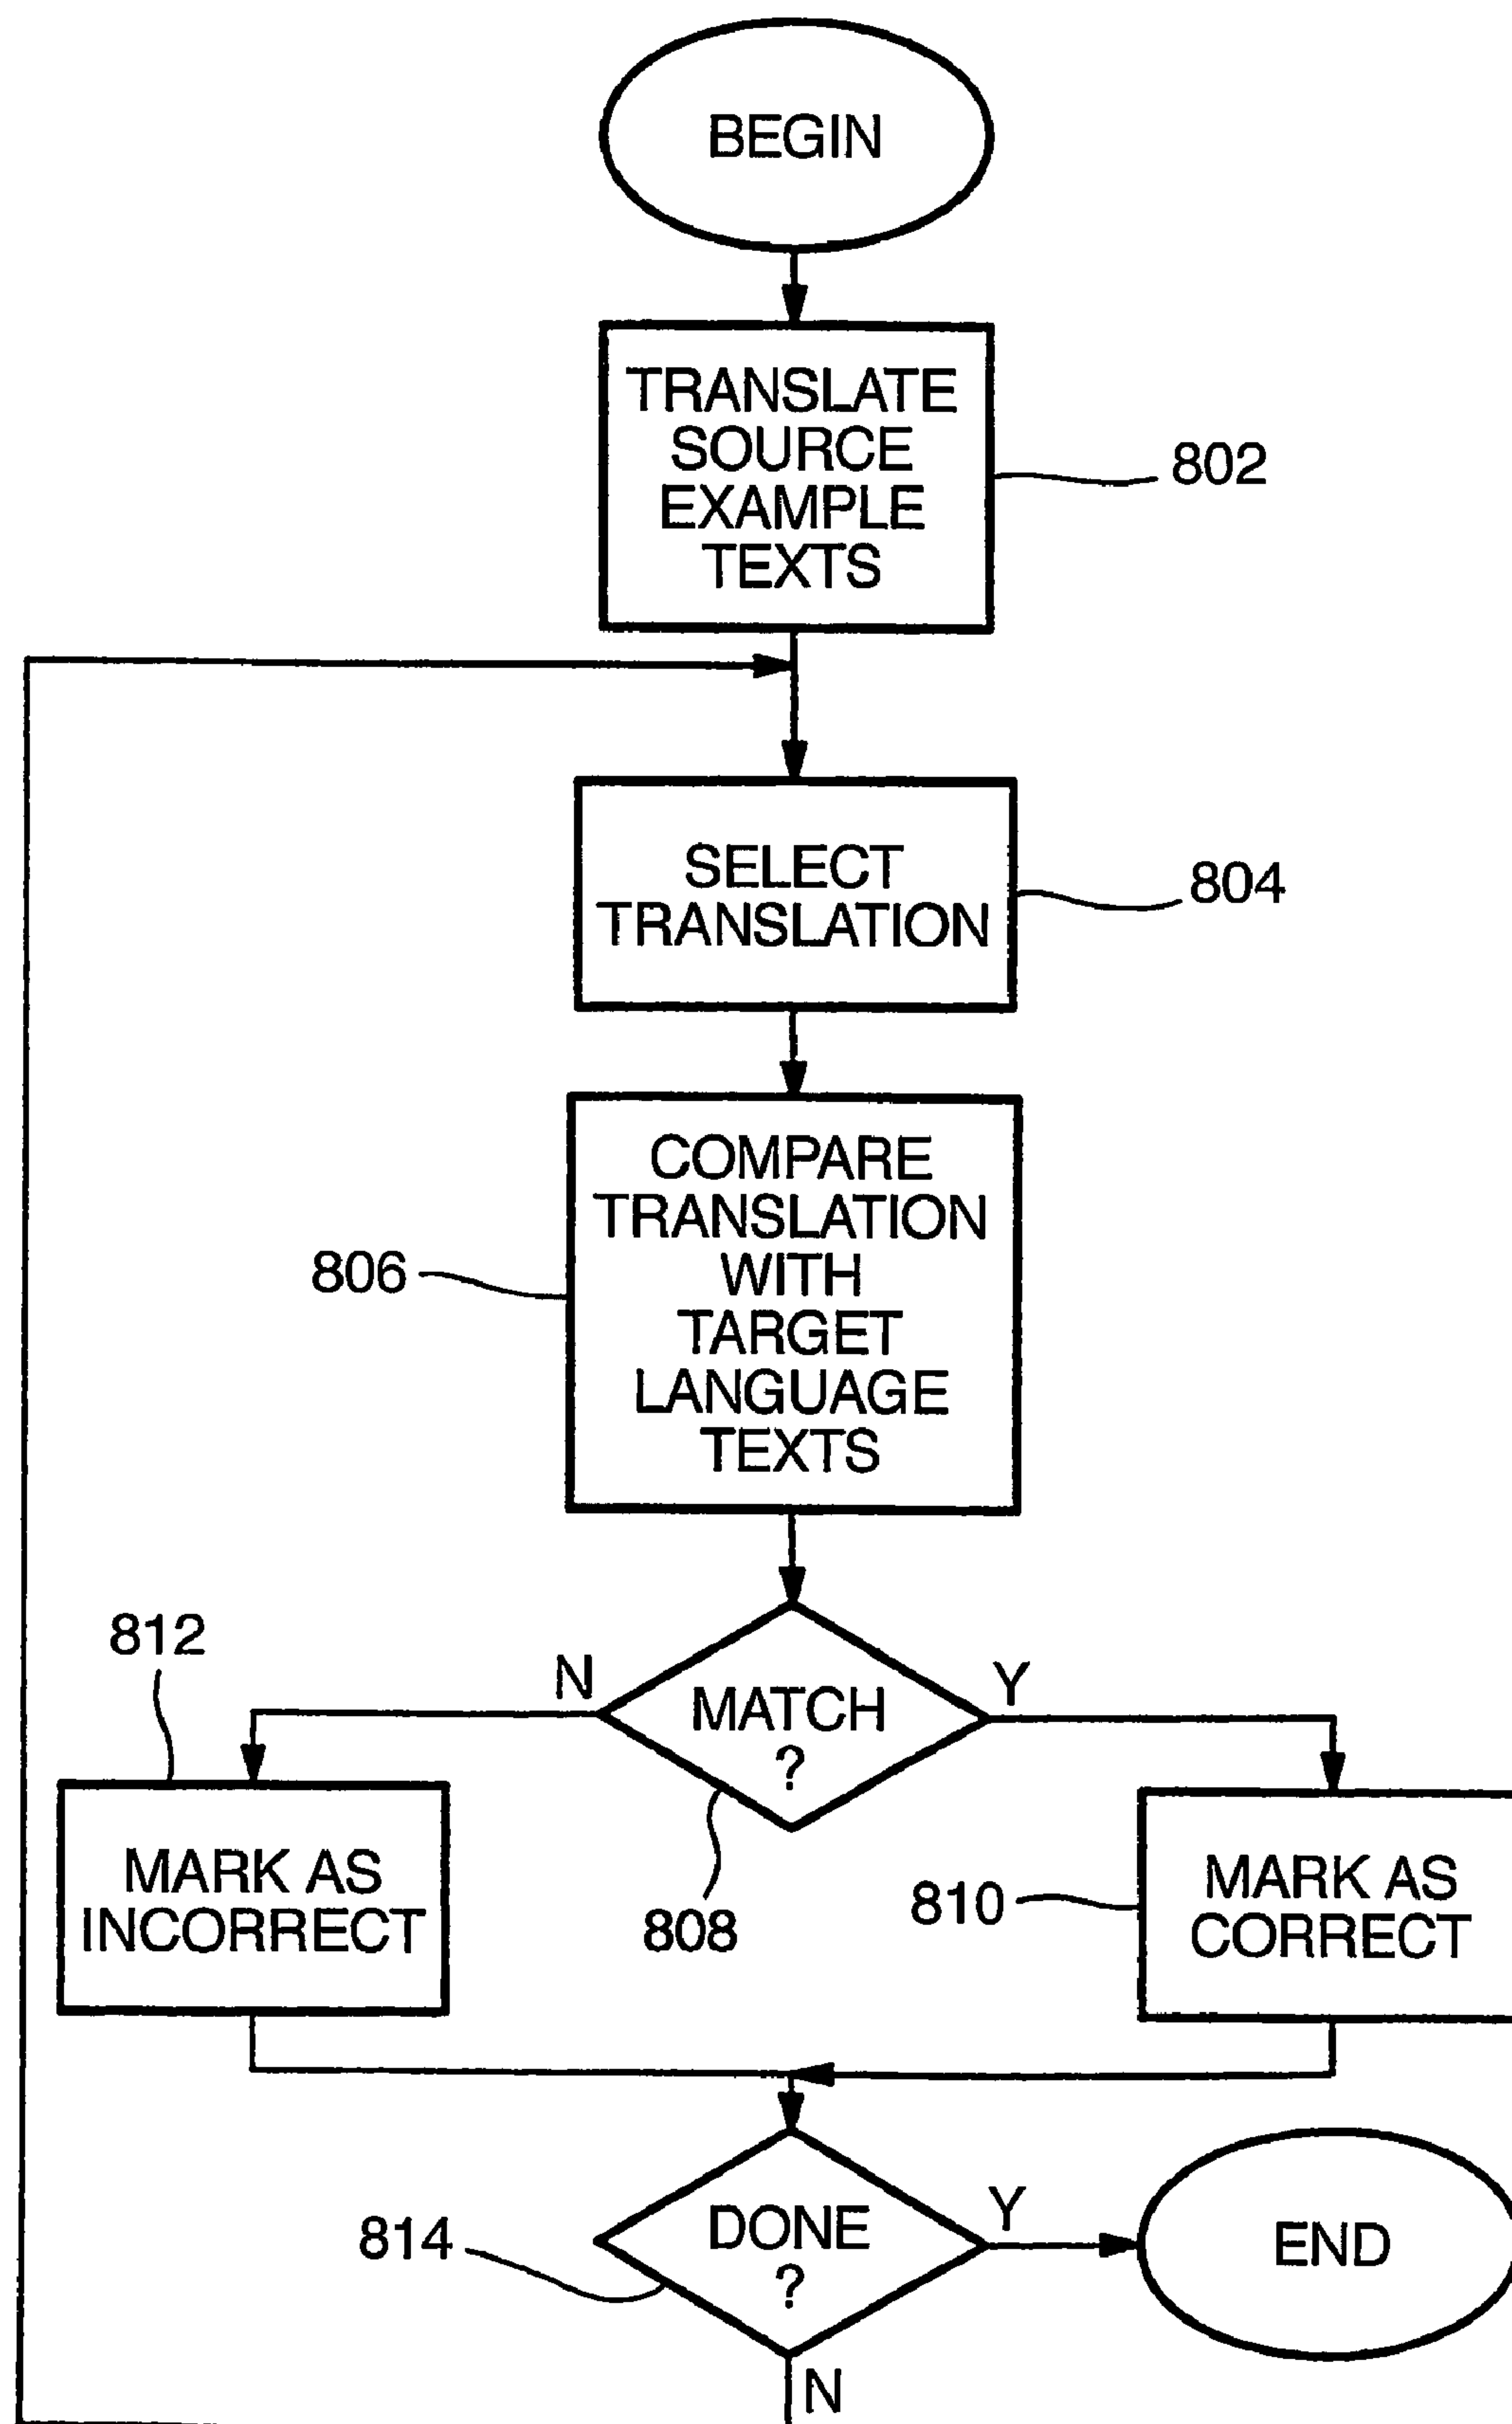 BEGIN
TRANSLATE
SOURCE
EXAMPLE
TEXTS
802
SELECT
TRANSLATION
804
COMPARE
TRANSLATION
WITH
TARGET
LANGUAGE
TEXTS
806
812
N
MATCH
?
Y
808
MARK AS
INCORRECT
810
MARK AS
CORRECT
814
DONE
?
Y
END
N